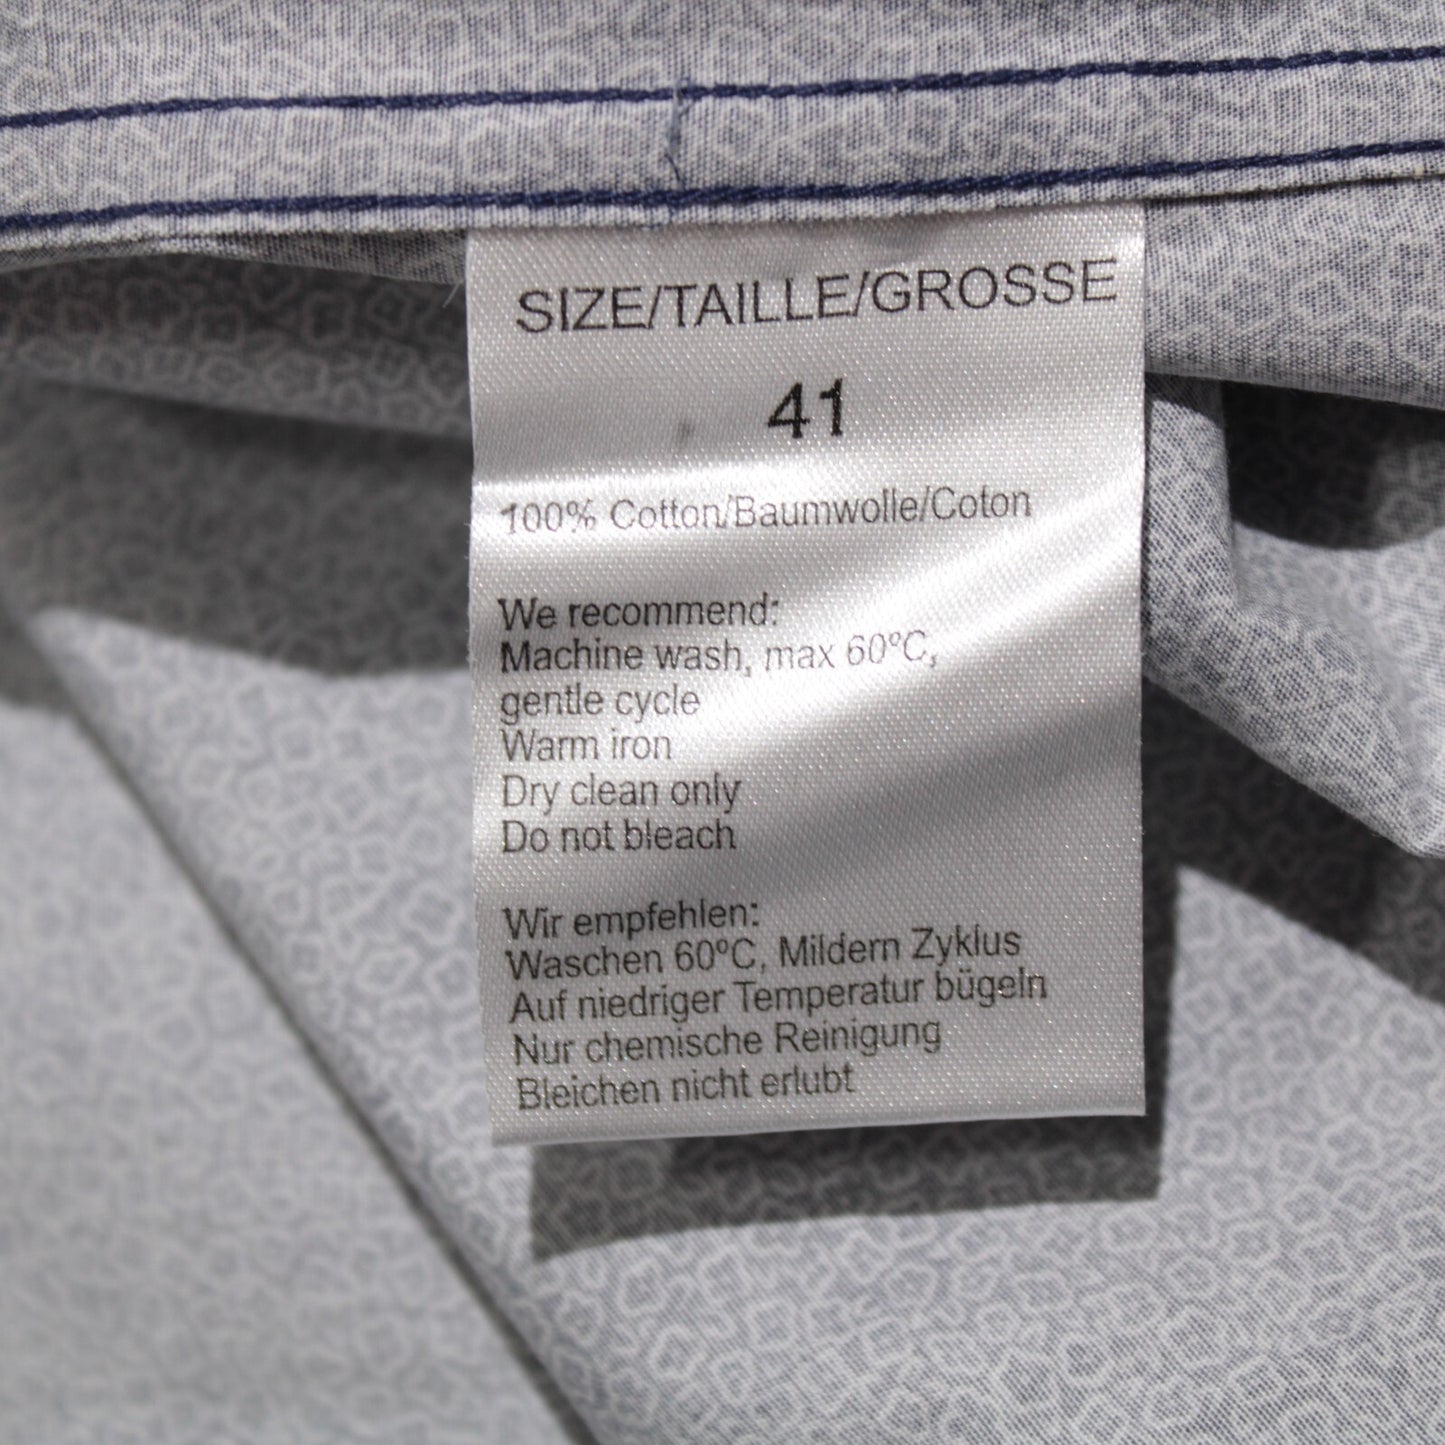 SIZE/TAILLE/GROSSE
41
100% Cotton/Baumwolle/Coton
We recommend:
Machine wash, max 60ºC,
gentle cycle
Warm iron
Dry clean only
Do not bleach
Wir empfehlen:
Waschen 60ºC, Mildern Zyklus
Auf niedriger Temperatur bügeln
Nur chemische Reinigung
Bleichen nicht erlubt